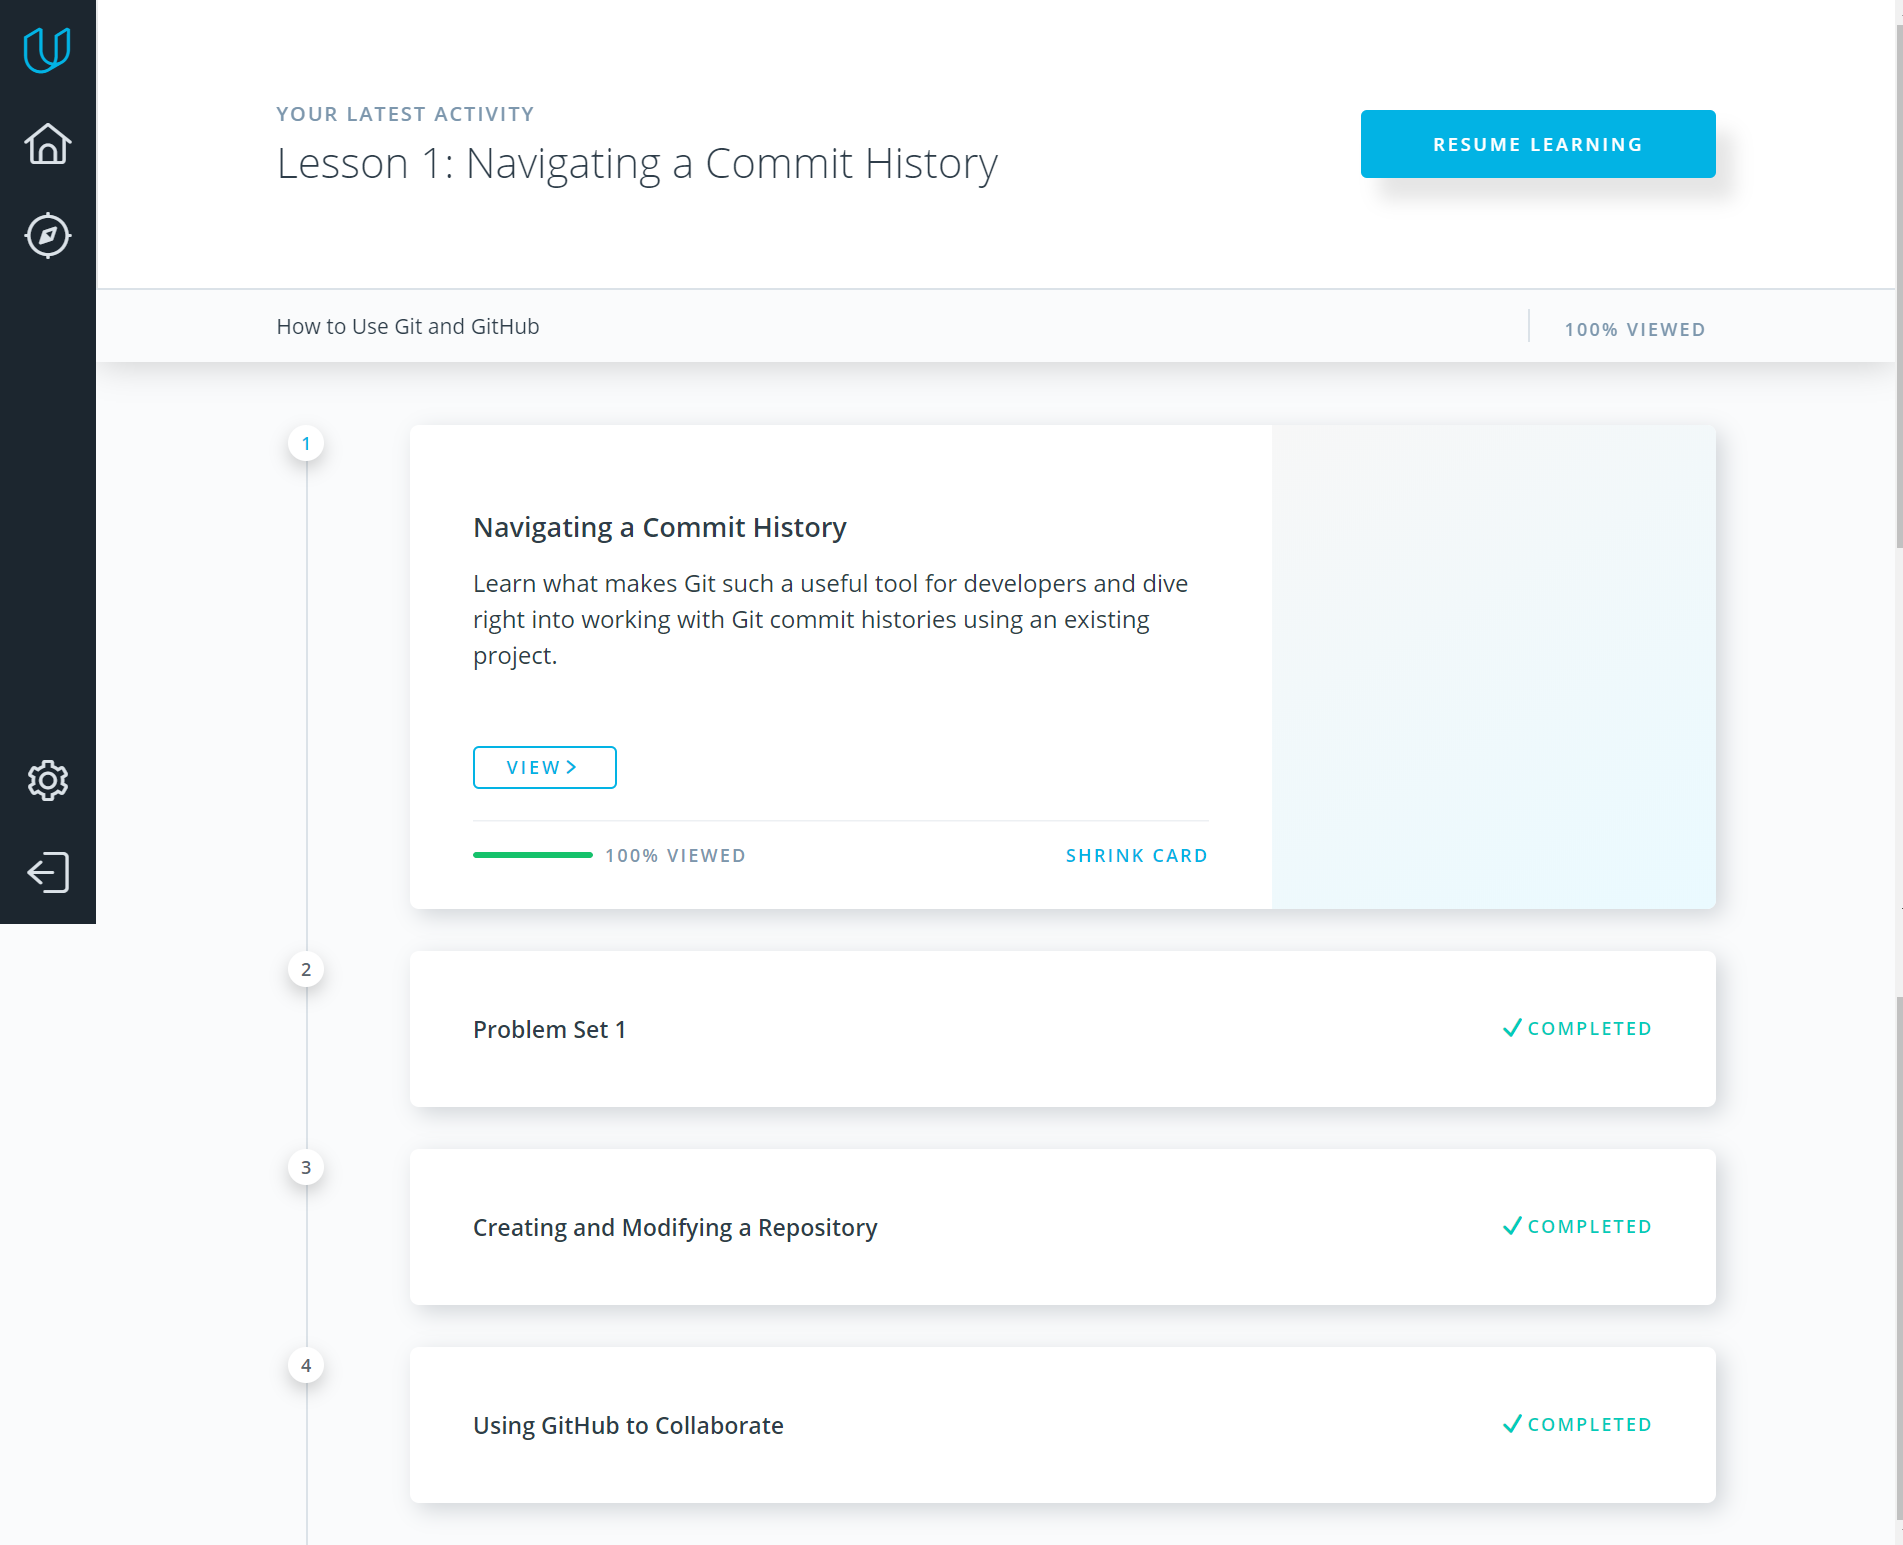 YOUR LATEST ACTIVITY
Lesson 1: Navigating a Commit History
RESUME LEARNING
How to Use Git and GitHub
100% VIEWED
1
Navigating a Commit History
Learn what makes Git such a useful tool for developers and dive
right into working with Git commit histories using an existing
project.
VIEW
100% VIEWED
SHRINK CARD
2
Problem Set 1
COMPLETED
3
Creating and Modifying a Repository
COMPLETED
4
Using GitHub to Collaborate
COMPLETED